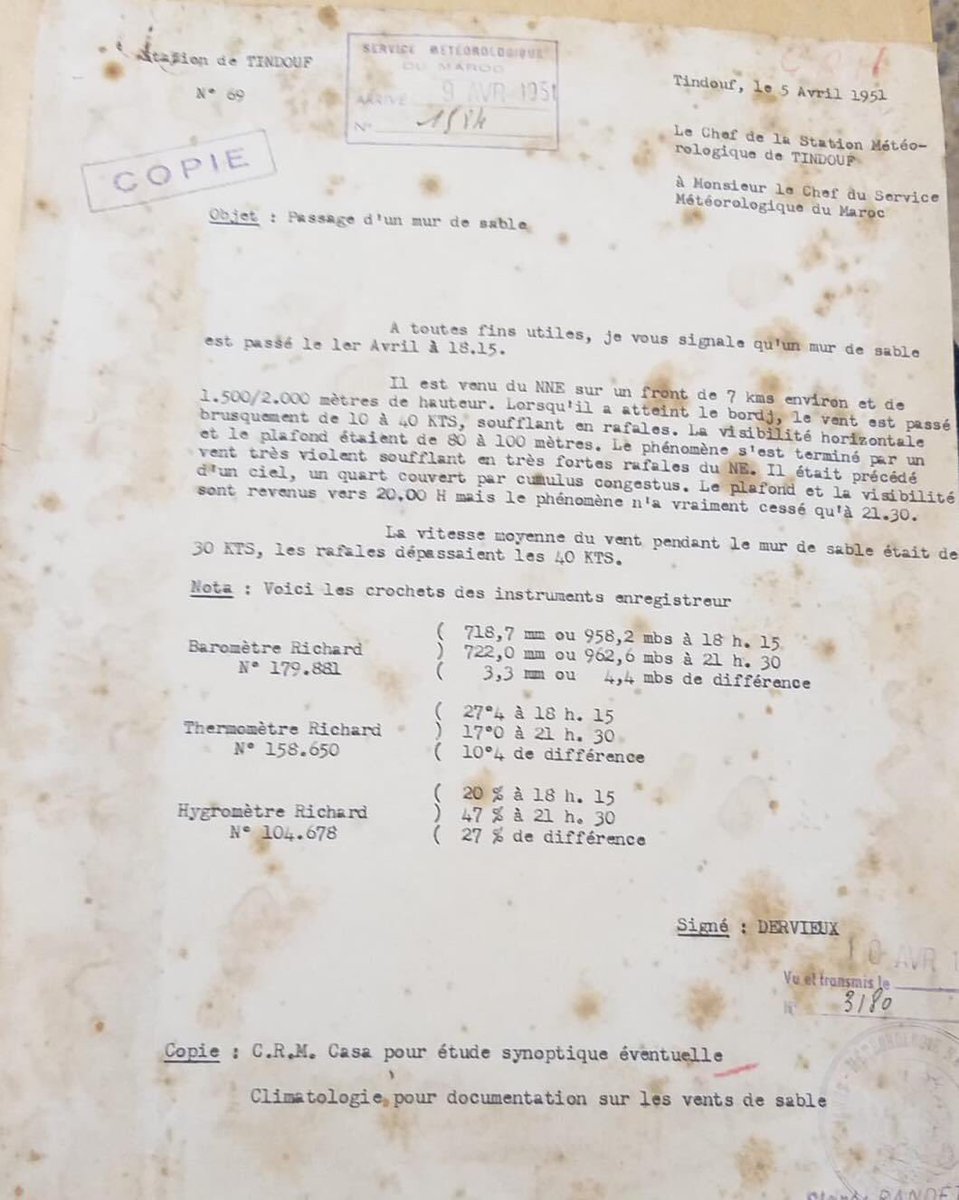 Station de TINDOUF
N° 69
COPIE
SERVICE METEOROLOGIQUE
DU MAROC
ARRIVÉ 9 AVR 1951
N°
Tindouf, le 5 Avril 1951
Le Chef de la Station Météo-
rologique de TINDOUF
à Monsieur le Chef du Service
Météorologique du Maroc
Objet : Passage d'un mur de sable
A toutes fins utiles, je vous signale qu'un mur de sable
est passé le 1er Avril à 18.15.
Il est venu du NNE sur un front de 7 kms environ et de
1.500/2.000 mètres de hauteur. Lorsqu'il a atteint le bordj, le vent est passé
brusquement de 10 à 40 KTS, soufflant en rafales. La visibilité horizontale
et le plafond étaient de 80 à 100 mètres. Le phénomène s'est terminé par un
vent très violent soufflant en très fortes rafales du NE. Il était précédé
d'un ciel, un quart couvert par cumulus congestus. Le plafond et la visibilité
sont revenus vers 20.00 H mais le phénomène n'a vraiment cessé qu'à 21.30.
La vitesse moyenne du vent pendant le mur de sable était de
30 KTS, les rafales dépassaient les 40 KTS.
Nota : Voici les crochets des instruments enregistreur
( 718,7 mm ou 958,2 mbs à 18 h. 15
Baromètre Richard ) 722,0 mm ou 962,6 mbs à 21 h. 30
N° 179.881 ( 3,3 mm ou 4,4 mbs de différence
( 27°4 à 18 h. 15
Thermomètre Richard ) 17°0 à 21 h. 30
N° 158.650 ( 10°4 de différence
( 20 % à 18 h. 15
Hygromètre Richard ) 47 % à 21 h. 30
N° 104.678 ( 27 % de différence
Signé : DERVIEUX
10 AVR
Vu et transmis le
N° 3180
Copie : C.R.M. Casa pour étude synoptique éventuelle
Climatologie pour documentation sur les vents de sable